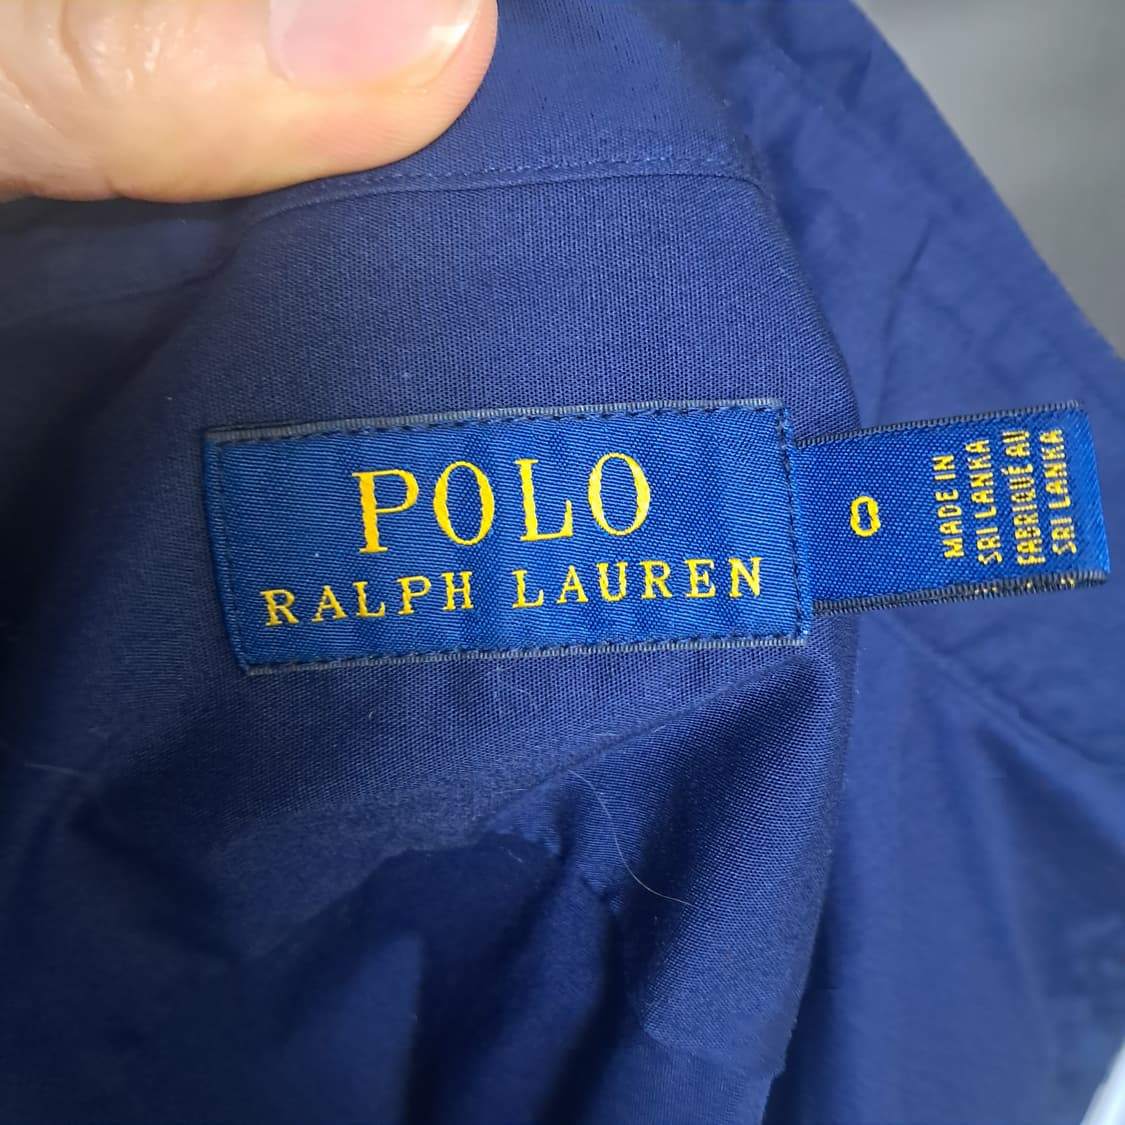 POLO
RALPH LAUREN
0
MADE IN
SRI LANKA
FABRIQUÉ AU
SRI LANKA